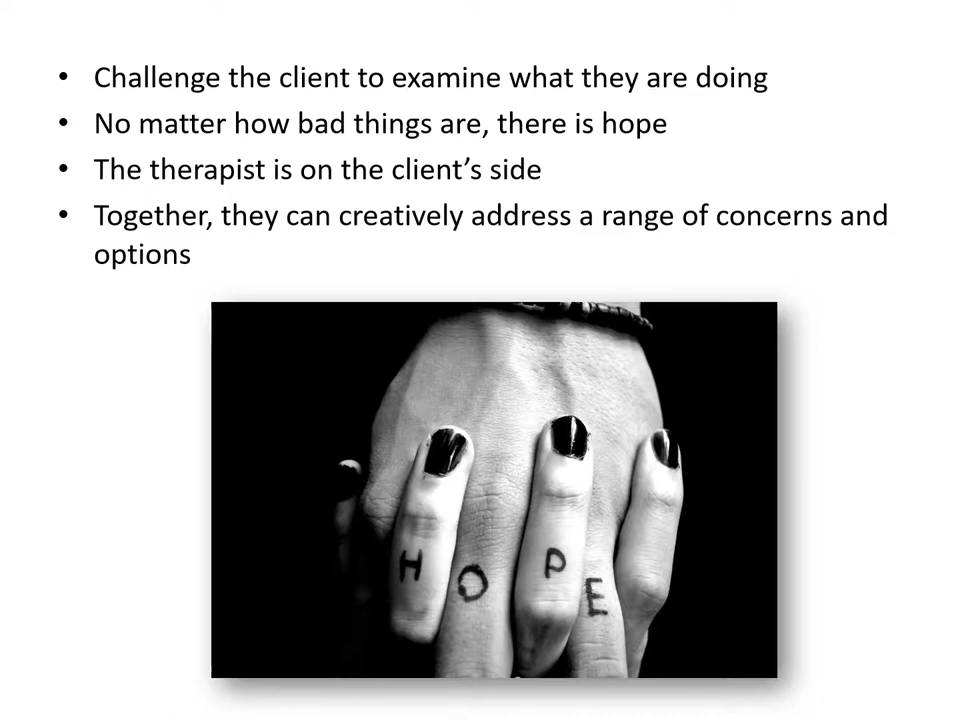 • Challenge the client to examine what they are doing
• No matter how bad things are, there is hope
• The therapist is on the client’s side
• Together, they can creatively address a range of concerns and
options
HOPE